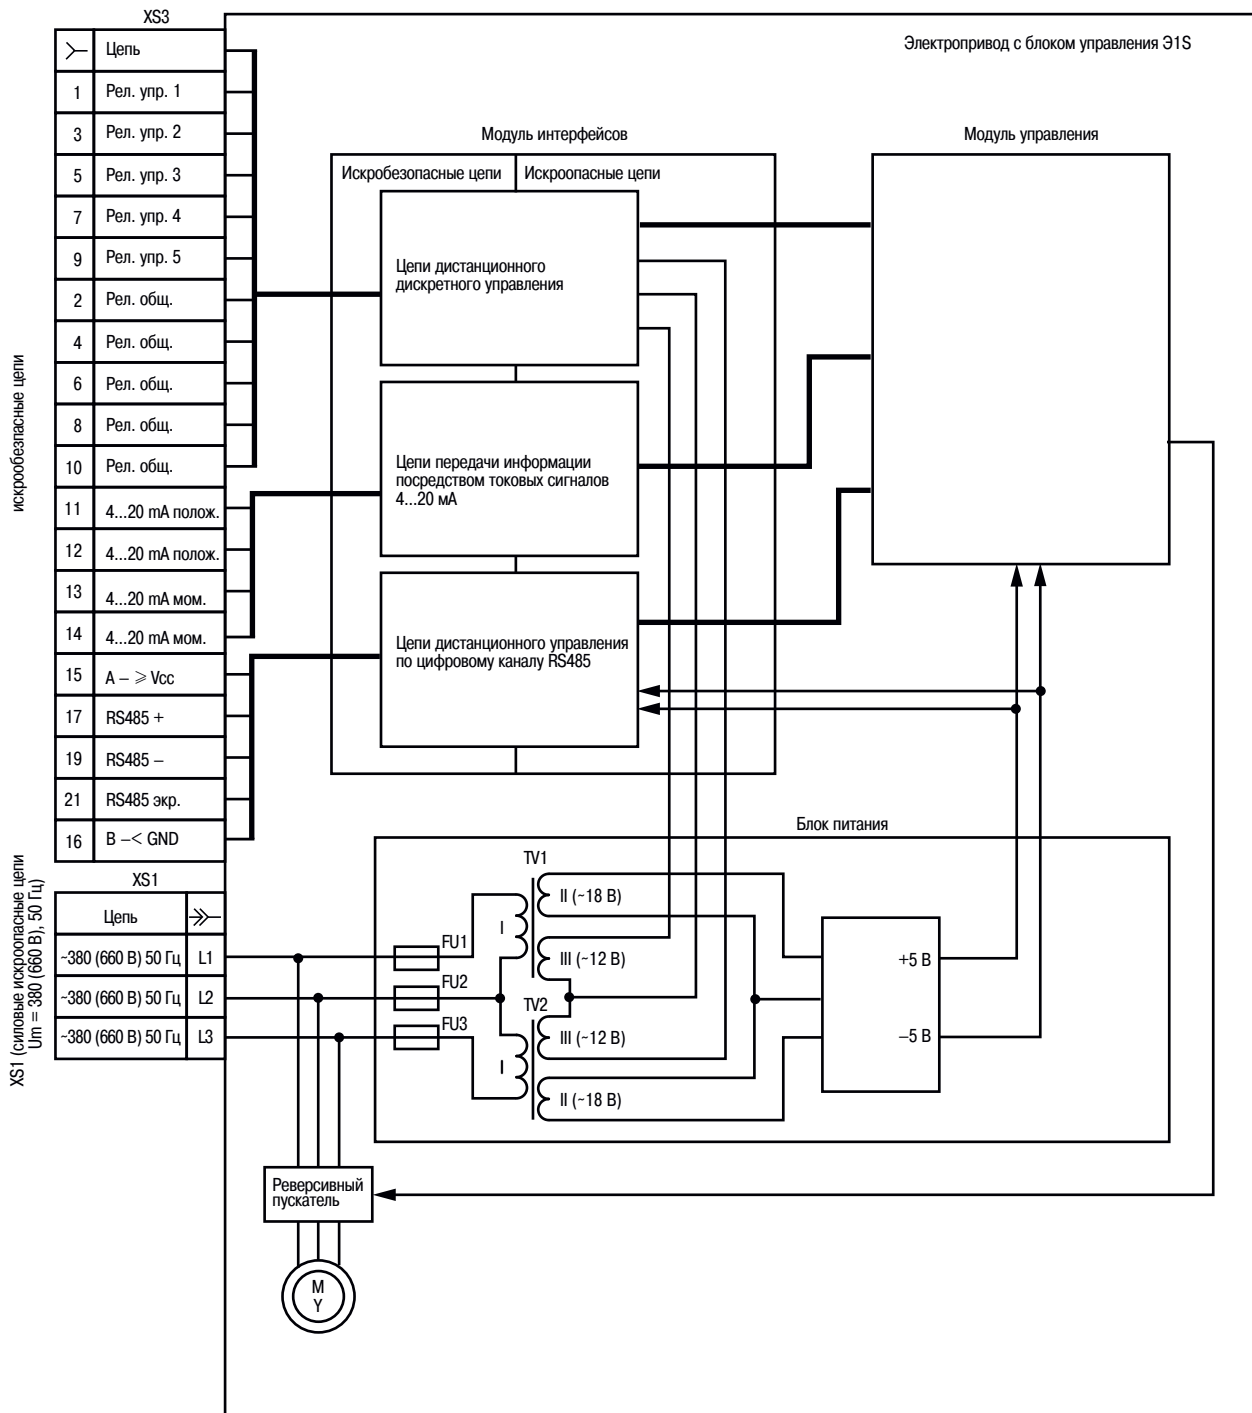 XS3
Электропривод с блоком управления Э1S
Цепь
1 Рел. упр. 1
3 Рел. упр. 2
5 Рел. упр. 3
7 Рел. упр. 4
9 Рел. упр. 5
2 Рел. общ.
4 Рел. общ.
6 Рел. общ.
8 Рел. общ.
10 Рел. общ.
11 4...20 mA полож.
12 4...20 mA полож.
13 4...20 mA мом.
14 4...20 mA мом.
15 A – ⩾ Vcc
17 RS485 +
19 RS485 –
21 RS485 экр.
16 B –< GND
искрообезпасные цепи
Модуль интерфейсов
Модуль управления
Искробезопасные цепи
Искроопасные цепи
Цепи дистанционного
дискретного управления
Цепи передачи информации
посредством токовых сигналов
4...20 мА
Цепи дистанционного управления
по цифровому каналу RS485
XS1
Цепь
~380 (660 В) 50 Гц L1
~380 (660 В) 50 Гц L2
~380 (660 В) 50 Гц L3
XS1 (силовые искроопасные цепи
Um = 380 (660 В), 50 Гц)
Блок питания
TV1
II (~18 В)
I
FU1
III (~12 В)
FU2
TV2
FU3
III (~12 В)
I
II (~18 В)
+5 В
–5 В
Реверсивный
пускатель
M
Y